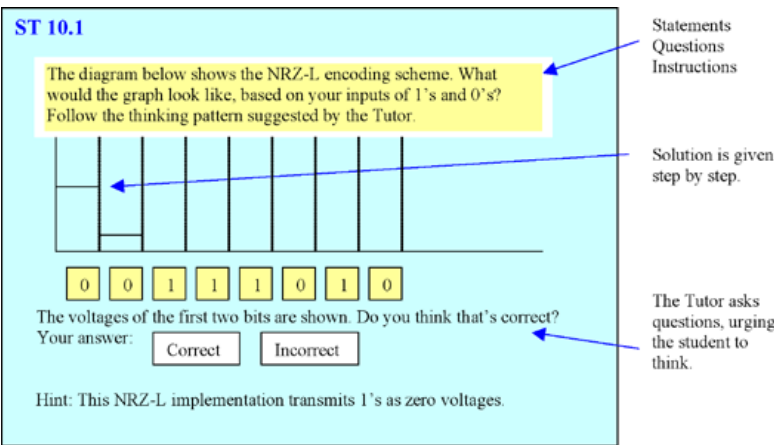 ST 10.1
The diagram below shows the NRZ-L encoding scheme. What
would the graph look like, based on your inputs of 1's and 0's?
Follow the thinking pattern suggested by the Tutor.
Statements
Questions
Instructions
Solution is given
step by step.
0 0 1 1 1 0 1 0
The voltages of the first two bits are shown. Do you think that's correct?
Your answer: Correct Incorrect
Hint: This NRZ-L implementation transmits 1's as zero voltages.
The Tutor asks
questions, urging
the student to
think.